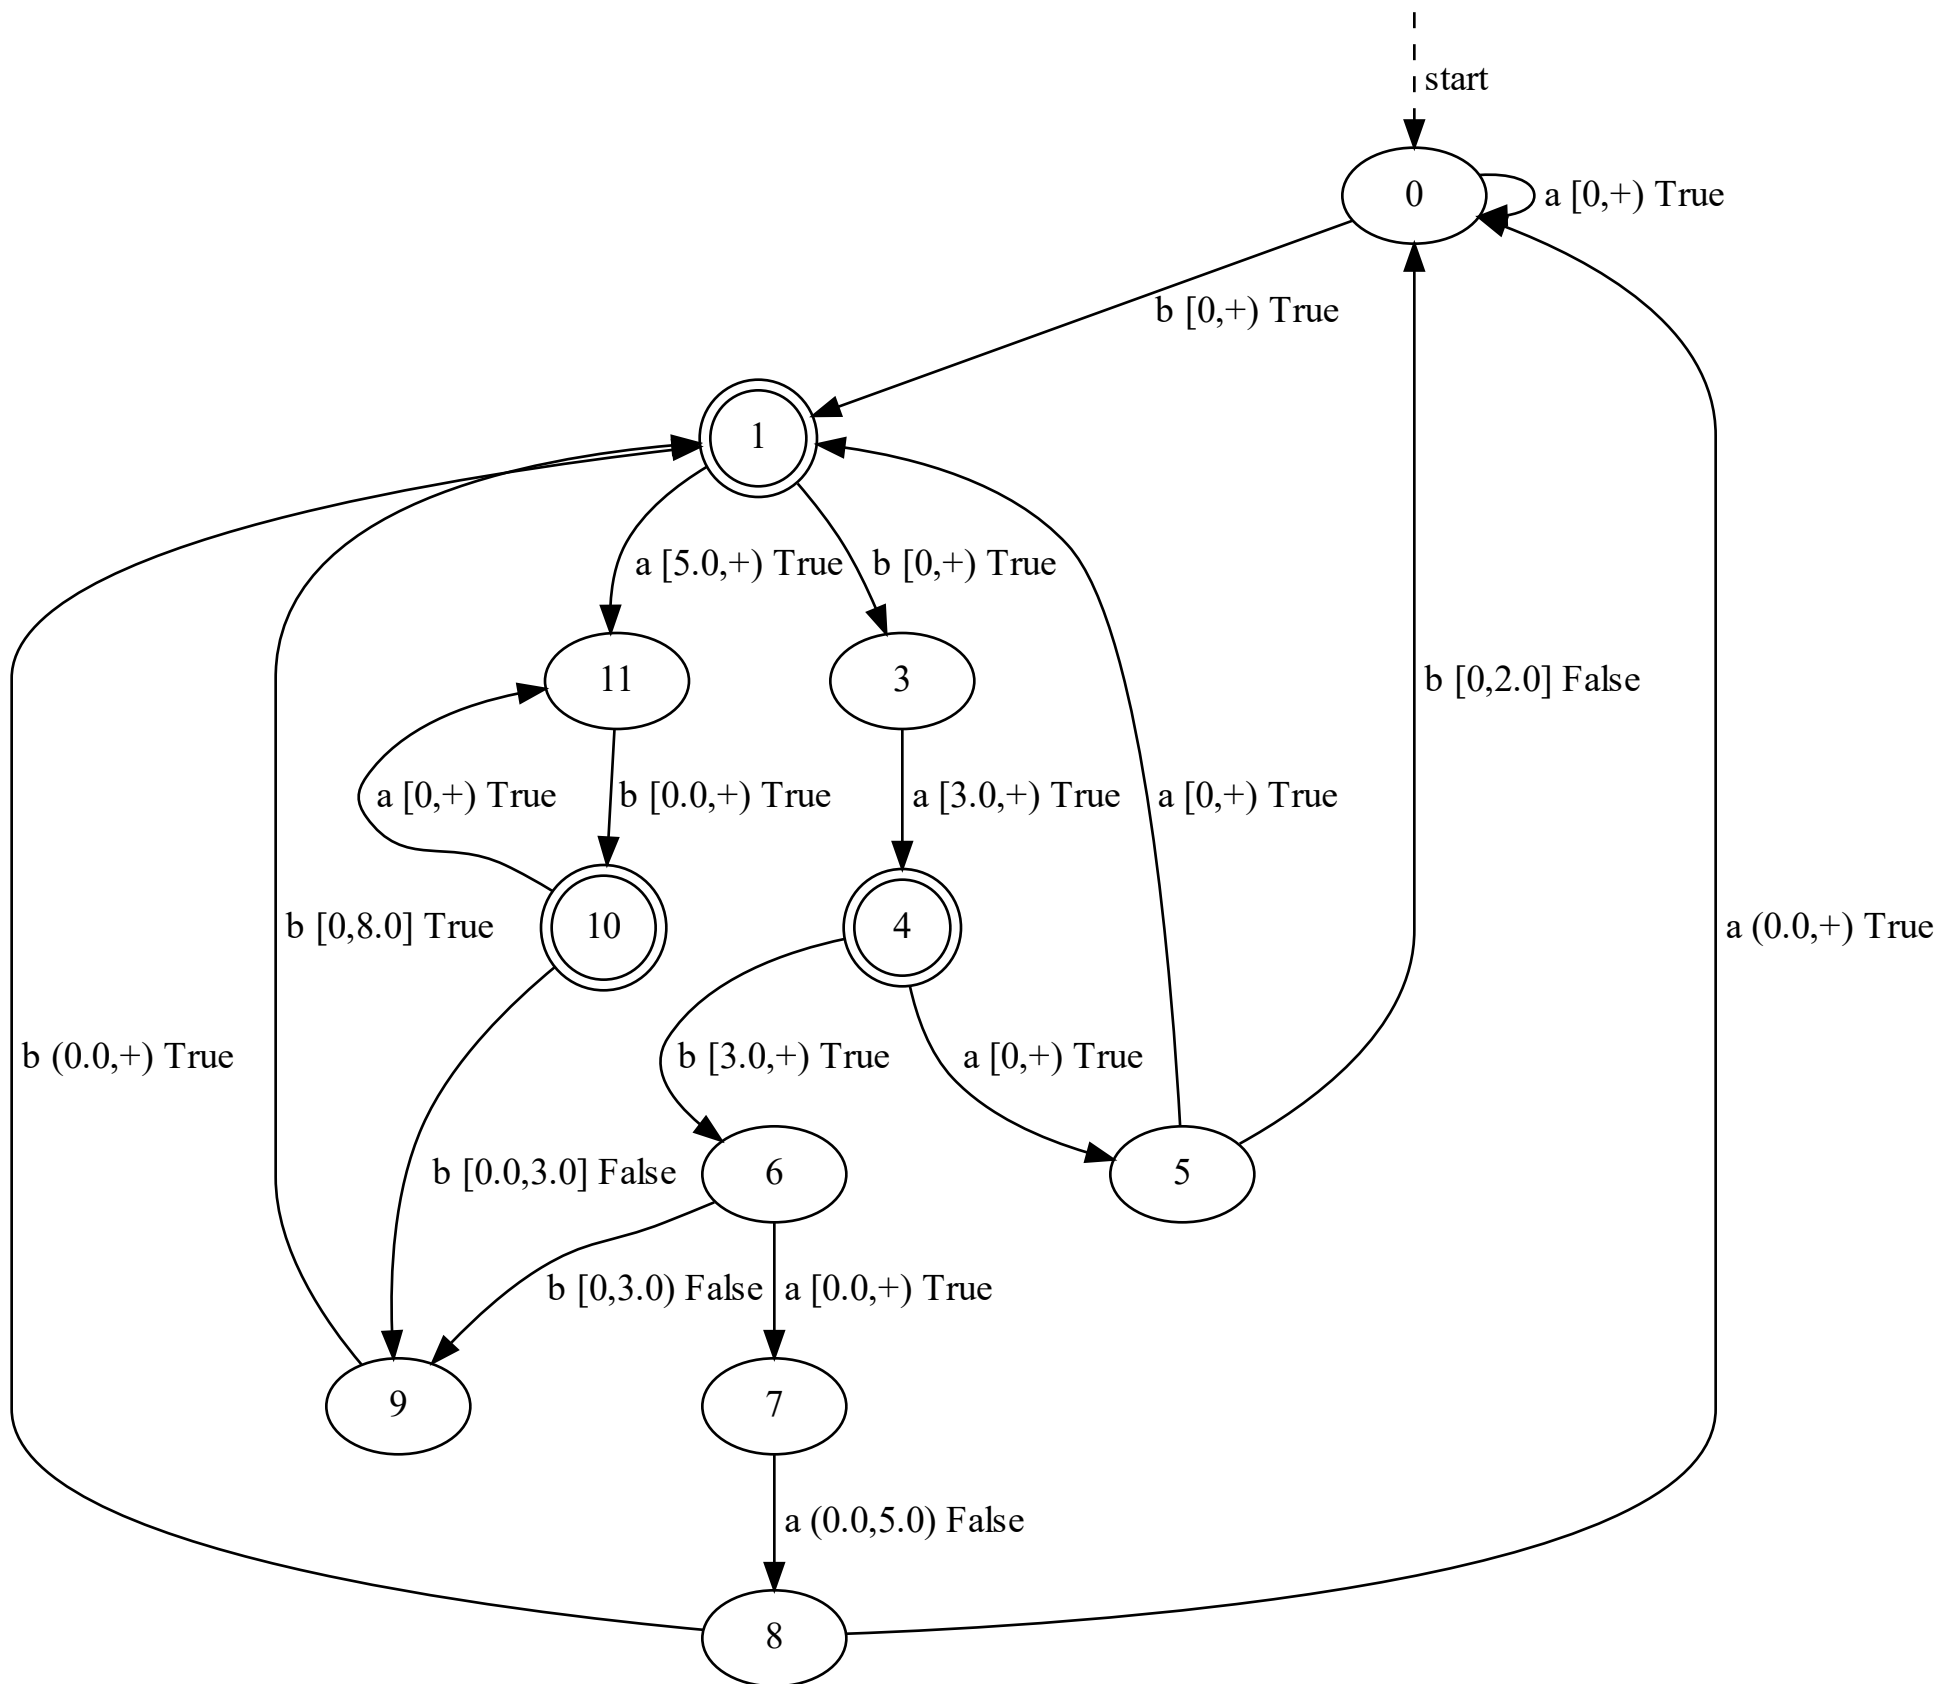 start
0
a [0,+) True
b [0,+) True
1
a [5.0,+) True
b [0,+) True
11
3
b [0,2.0] False
a [0,+) True
b [0.0,+) True
a [3.0,+) True
a [0,+) True
10
4
b [0,8.0] True
a (0.0,+) True
b (0.0,+) True
b [3.0,+) True
a [0,+) True
b [0.0,3.0] False
6
5
b [0,3.0) False
a [0.0,+) True
9
7
a (0.0,5.0) False
8